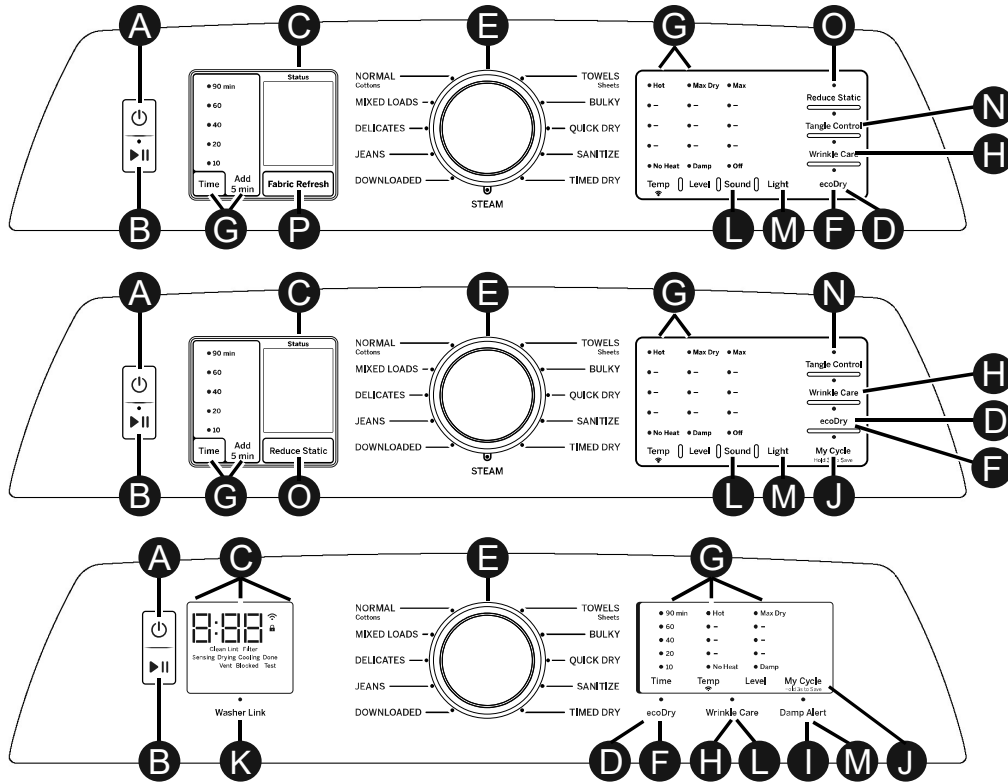 A
C
E
G
O
Status
90 min
60
40
20
10
Time
Add
5 min
Fabric Refresh
NORMAL
Cottons
MIXED LOADS
DELICATES
JEANS
DOWNLOADED
TOWELS
Sheets
BULKY
QUICK DRY
SANITIZE
TIMED DRY
STEAM
Hot Max Dry Max
– – –
– – –
– – –
No Heat Damp Off
Temp Level Sound Light
Reduce Static
Tangle Control
Wrinkle Care
ecoDry
N
H
B
G
P
L
M
F
D
A
C
E
G
N
Status
90 min
60
40
20
10
Time
Add
5 min
Reduce Static
NORMAL
Cottons
MIXED LOADS
DELICATES
JEANS
DOWNLOADED
TOWELS
Sheets
BULKY
QUICK DRY
SANITIZE
TIMED DRY
STEAM
Hot Max Dry Max
– – –
– – –
– – –
No Heat Damp Off
Temp Level Sound Light
Tangle Control
Wrinkle Care
ecoDry
My Cycle
Hold 3s to Save
H
D
F
B
G
O
L
M
J
A
C
E
G
8:88
Clean Lint Filter
Sensing Drying Cooling Done
Vent Blocked Test
Washer Link
NORMAL
Cottons
MIXED LOADS
DELICATES
JEANS
DOWNLOADED
TOWELS
Sheets
BULKY
QUICK DRY
SANITIZE
TIMED DRY
90 min Hot Max Dry
60 – –
40 – –
20 – –
10 No Heat Damp
Time Temp Level My Cycle
Hold 3s to Save
ecoDry Wrinkle Care Damp Alert
B
K
D
F
H
L
I
M
J